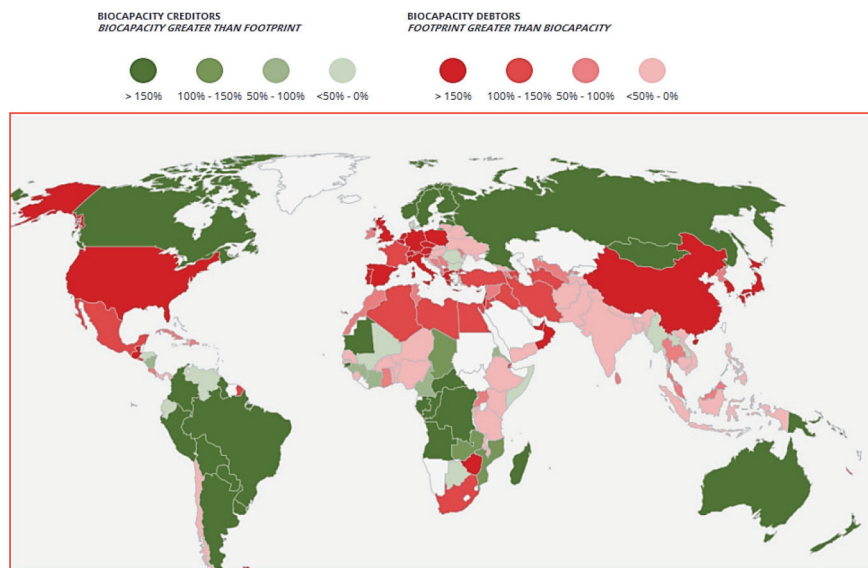 BIOCAPACITY CREDITORS
BIOCAPACITY GREATER THAN FOOTPRINT
> 150%
100% - 150%
50% - 100%
<50% - 0%
BIOCAPACITY DEBTORS
FOOTPRINT GREATER THAN BIOCAPACITY
> 150%
100% - 150%
50% - 100%
<50% - 0%